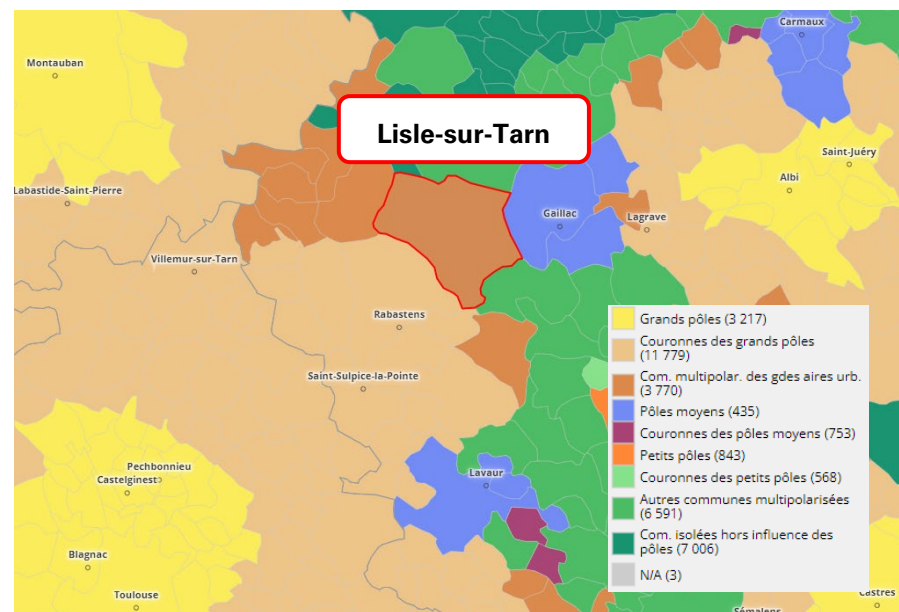 Carmaux
Montauban
Lisle-sur-Tarn
Saint-Juéry
Albi
Labastide-Saint-Pierre
Gaillac
Lagrave
Villemur-sur-Tarn
Rabastens
Saint-Sulpice-la-Pointe
Pechbonnieu
Castelginest
Lavaur
Blagnac
Toulouse
Grands pôles (3 217)
Couronnes des grands pôles
(11 779)
Com. multipolar. des gdes aires urb.
(3 770)
Pôles moyens (435)
Couronnes des pôles moyens (753)
Petits pôles (843)
Couronnes des petits pôles (568)
Autres communes multipolarisées
(6 591)
Com. isolées hors influence des
pôles (7 006)
N/A (3)
Castres
Sémalens